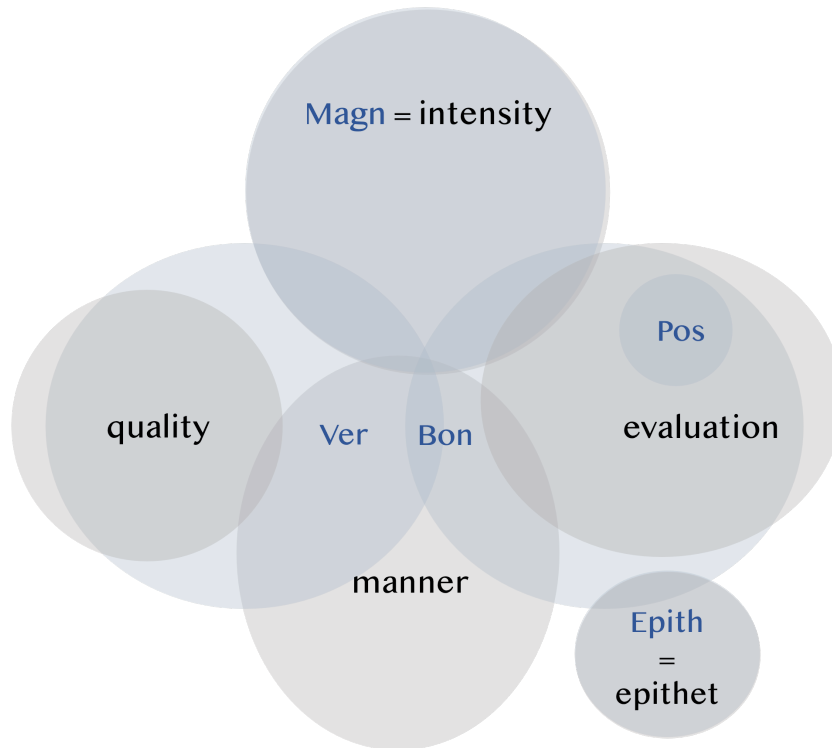 Magn = intensity
Pos
quality
Ver
Bon
evaluation
manner
Epith
=
epithet